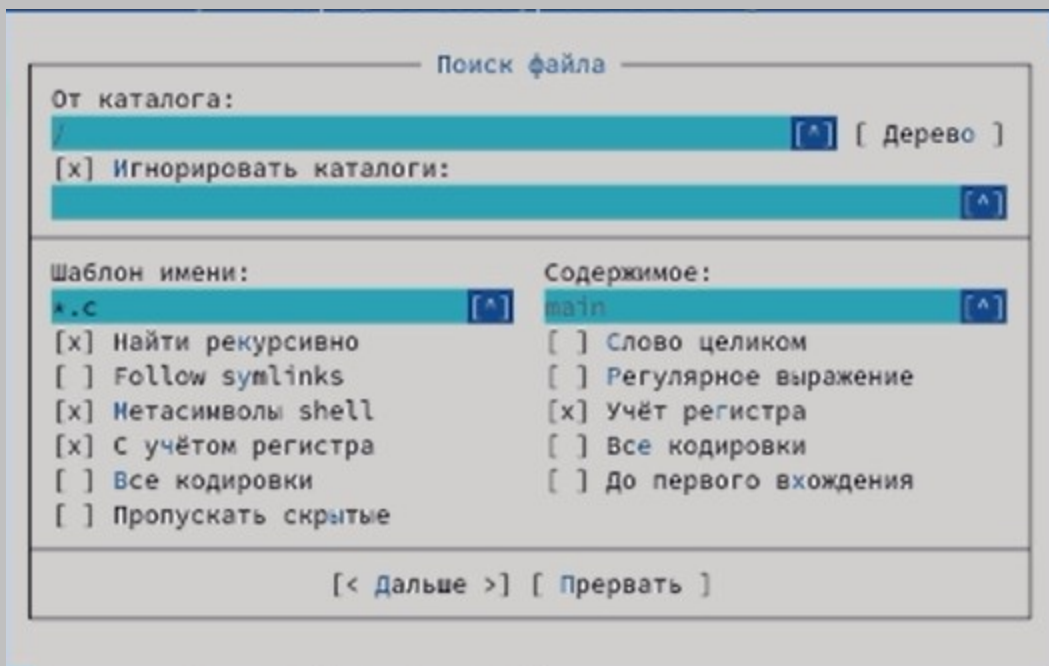 Поиск файла
От каталога:
/ [^] [ Дерево ]
[x] Игнорировать каталоги:
[^]
Шаблон имени:
*.c [^]
[x] Найти рекурсивно
[ ] Follow symlinks
[x] Метасимволы shell
[x] С учётом регистра
[ ] Все кодировки
[ ] Пропускать скрытые
Содержимое:
main [^]
[ ] Слово целиком
[ ] Регулярное выражение
[x] Учёт регистра
[ ] Все кодировки
[ ] До первого вхождения
[< Дальше >] [ Прервать ]